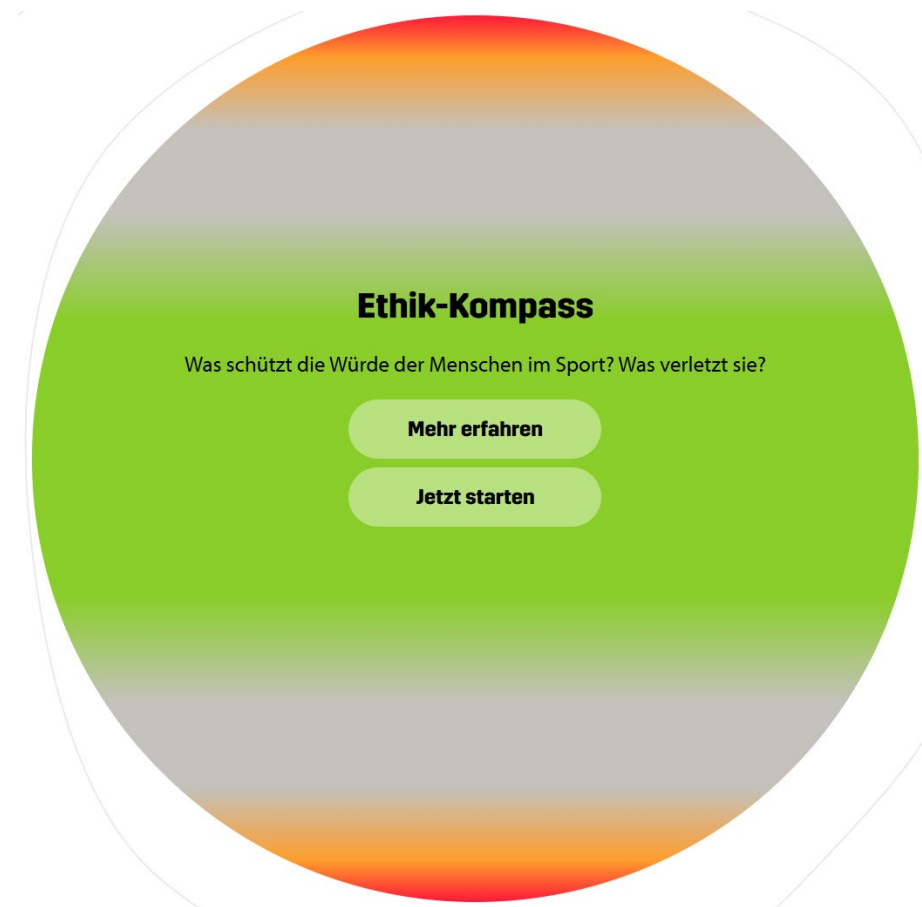 Ethik-Kompass
Was schützt die Würde der Menschen im Sport? Was verletzt sie?
Mehr erfahren
Jetzt starten